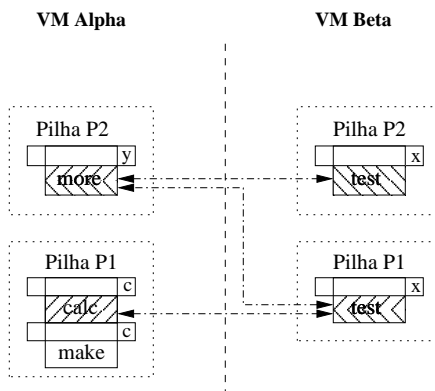 VM Alpha
VM Beta
Pilha P2
y
more
Pilha P2
x
test
Pilha P1
c
calc
c
make
Pilha P1
x
test